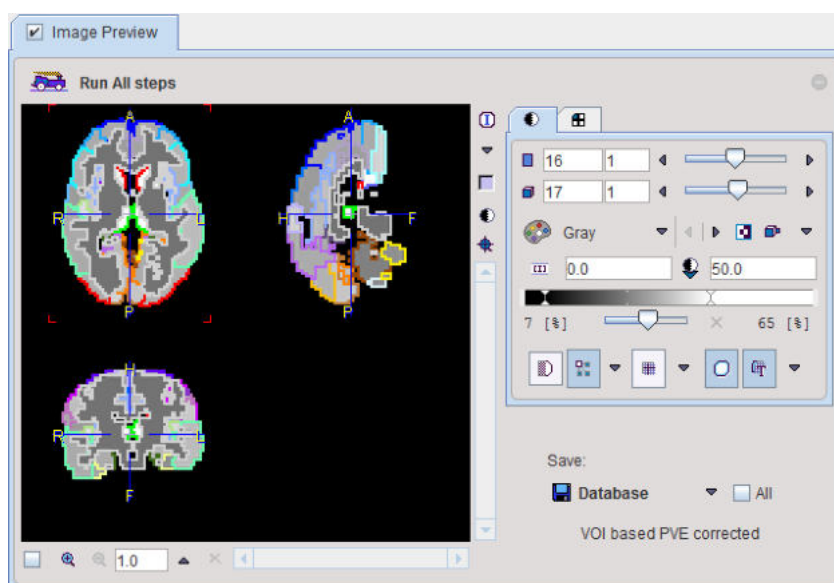 Image Preview
Run All steps
A
A
R
L
H
F
P
P
H
R
L
F
16 1
17 1
Gray
0.0 50.0
7 [%] 65 [%]
Save:
Database All
VOI based PVE corrected
1.0